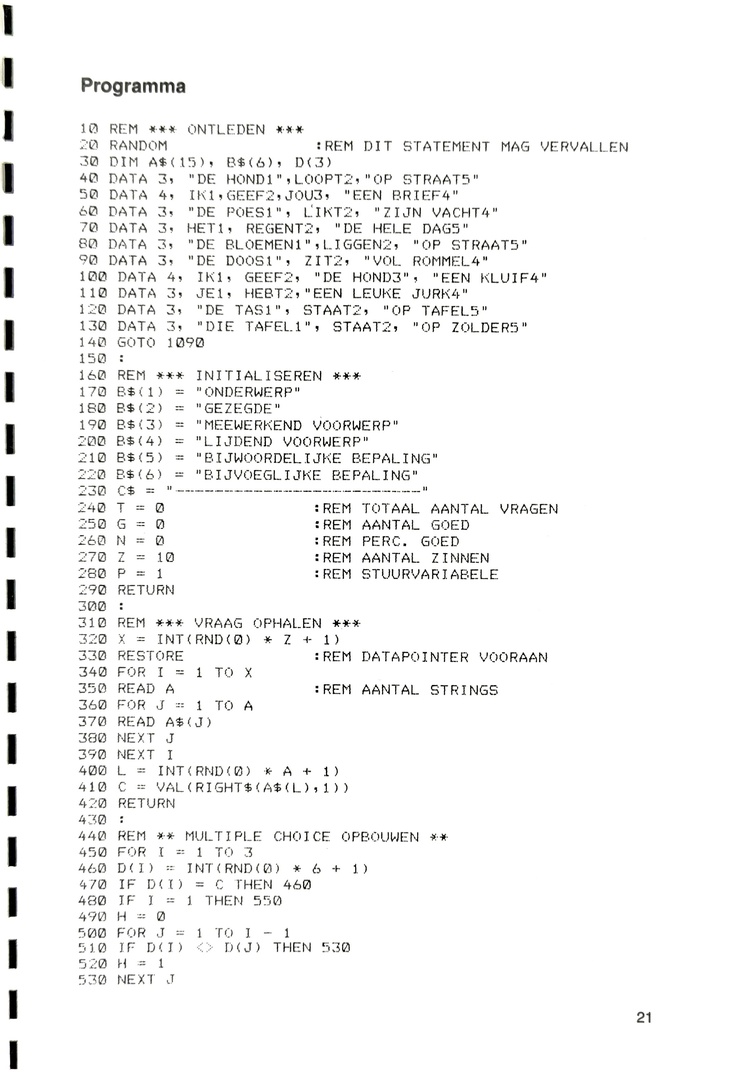 Programma
10 REM *** ONTLEDEN ***
20 RANDOM :REM DIT STATEMENT MAG VERVALLEN
30 DIM A$(15), B$(6), D(3)
40 DATA 3, "DE HOND1",LOOPT2,"OP STRAAT5"
50 DATA 4, IK1,GEEF2,JOU3, "EEN BRIEF4"
60 DATA 3, "DE POES1", LIKT2, "ZIJN VACHT4"
70 DATA 3, HET1, REGENT2, "DE HELE DAG5"
80 DATA 3, "DE BLOEMEN1",LIGGEN2, "OP STRAAT5"
90 DATA 3, "DE DOOS1", ZIT2, "VOL ROMMEL4"
100 DATA 4, IK1, GEEF2, "DE HOND3", "EEN KLUIF4"
110 DATA 3, JE1, HEBT2,"EEN LEUKE JURK4"
120 DATA 3, "DE TAS1", STAAT2, "OP TAFEL5"
130 DATA 3, "DIE TAFEL1", STAAT2, "OP ZOLDER5"
140 GOTO 1090
150 :
160 REM *** INITIALISEREN ***
170 B$(1) = "ONDERWERP"
180 B$(2) = "GEZEGDE"
190 B$(3) = "MEEWERKEND VOORWERP"
200 B$(4) = "LIJDEND VOORWERP"
210 B$(5) = "BIJWOORDELIJKE BEPALING"
220 B$(6) = "BIJVOEGLIJKE BEPALING"
230 C$ = "----------------------------"
240 T = 0 :REM TOTAAL AANTAL VRAGEN
250 G = 0 :REM AANTAL GOED
260 N = 0 :REM PERC. GOED
270 Z = 10 :REM AANTAL ZINNEN
280 P = 1 :REM STUURVARIABELE
290 RETURN
300 :
310 REM *** VRAAG OPHALEN ***
320 X = INT(RND(0) * Z + 1)
330 RESTORE :REM DATAPOINTER VOORAAN
340 FOR I = 1 TO X
350 READ A :REM AANTAL STRINGS
360 FOR J = 1 TO A
370 READ A$(J)
380 NEXT J
390 NEXT I
400 L = INT(RND(0) * A + 1)
410 C = VAL(RIGHT$(A$(L),1))
420 RETURN
430 :
440 REM ** MULTIPLE CHOICE OPBOUWEN **
450 FOR I = 1 TO 3
460 D(I) = INT(RND(0) * 6 + 1)
470 IF D(I) = C THEN 460
480 IF I = 1 THEN 550
490 H = 0
500 FOR J = 1 TO I - 1
510 IF D(I) <> D(J) THEN 530
520 H = 1
530 NEXT J
21